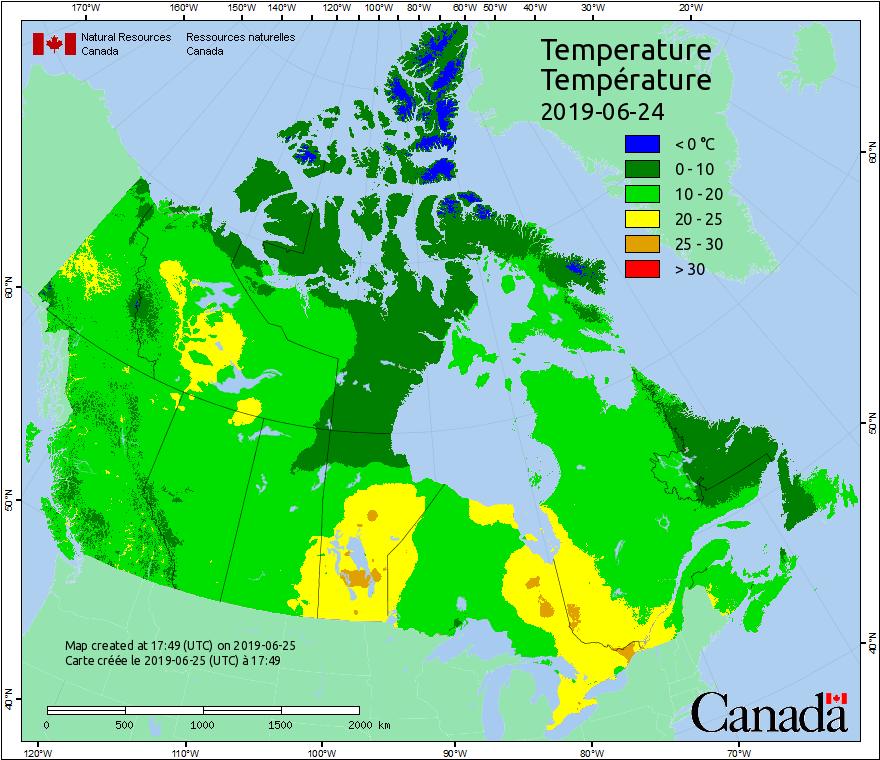 170°W 160°W 150°W 140°W 120°W 100°W 80°W 60°W 50°W 40°W 30°W 20°W
Natural Resources Ressources naturelles
Canada Canada
Temperature
Température
2019-06-24
< 0 °C
0 - 10
10 - 20
20 - 25
25 - 30
> 30
60°N
60°N
50°N
50°N
40°N
40°N
Map created at 17:49 (UTC) on 2019-06-25
Carte créée le 2019-06-25 (UTC) à 17:49
0 500 1000 1500 2000 km
Canada
120°W 110°W 100°W 90°W 80°W 70°W